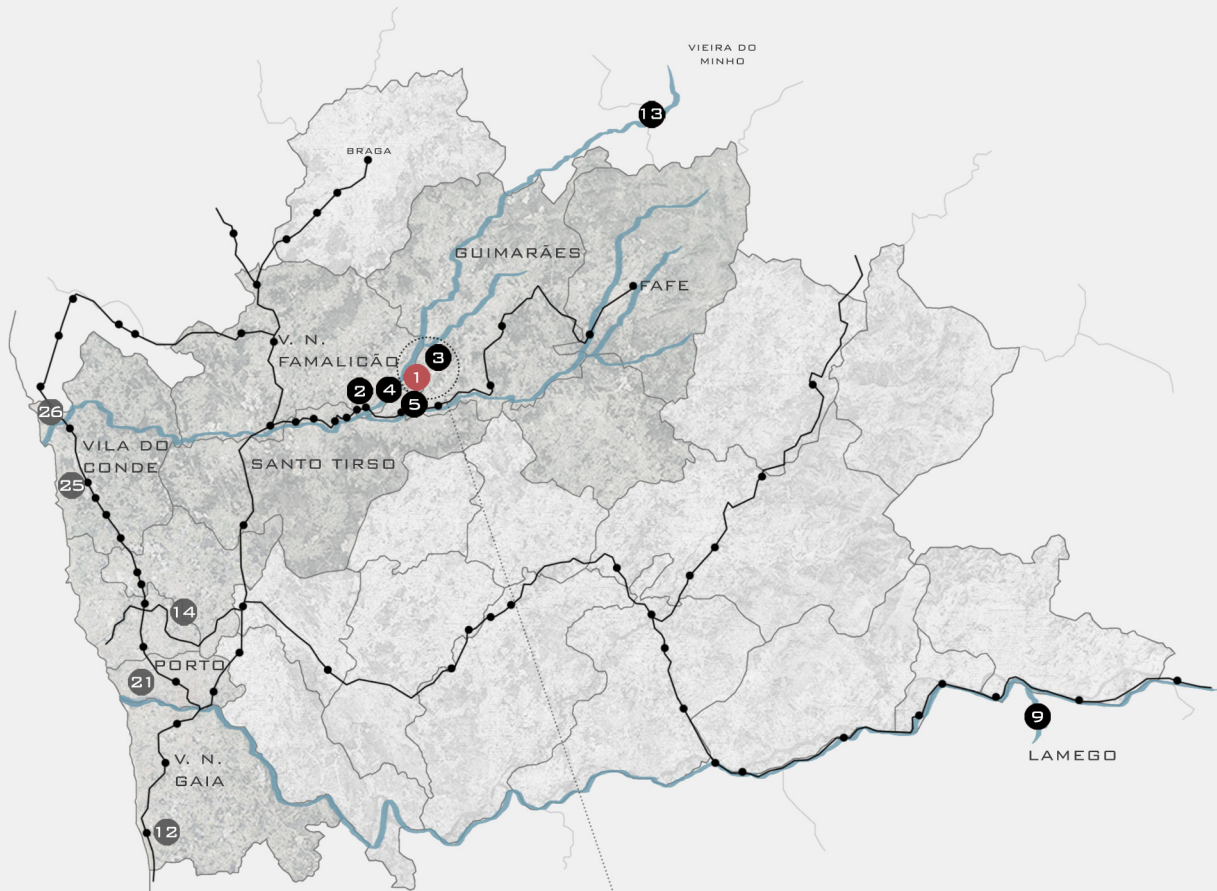 VIEIRA DO
MINHO
13
BRAGA
GUIMARÃES
FAFE
V. N.
FAMALICÃO
3
1
2
4
5
26
VILA DO
CONDE
SANTO TIRSO
25
14
PORTO
21
9
V. N.
GAIA
LAMEGO
12